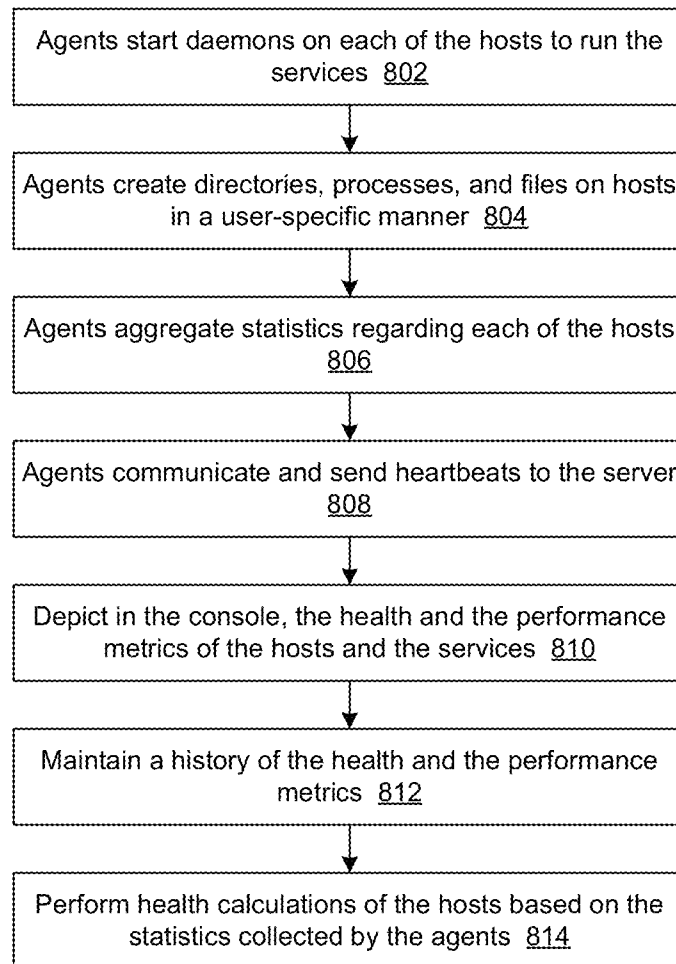 Agents start daemons on each of the hosts to run the
services 802
Agents create directories, processes, and files on hosts
in a user-specific manner 804
Agents aggregate statistics regarding each of the hosts
806
Agents communicate and send heartbeats to the server
808
Depict in the console, the health and the performance
metrics of the hosts and the services 810
Maintain a history of the health and the performance
metrics 812
Perform health calculations of the hosts based on the
statistics collected by the agents 814